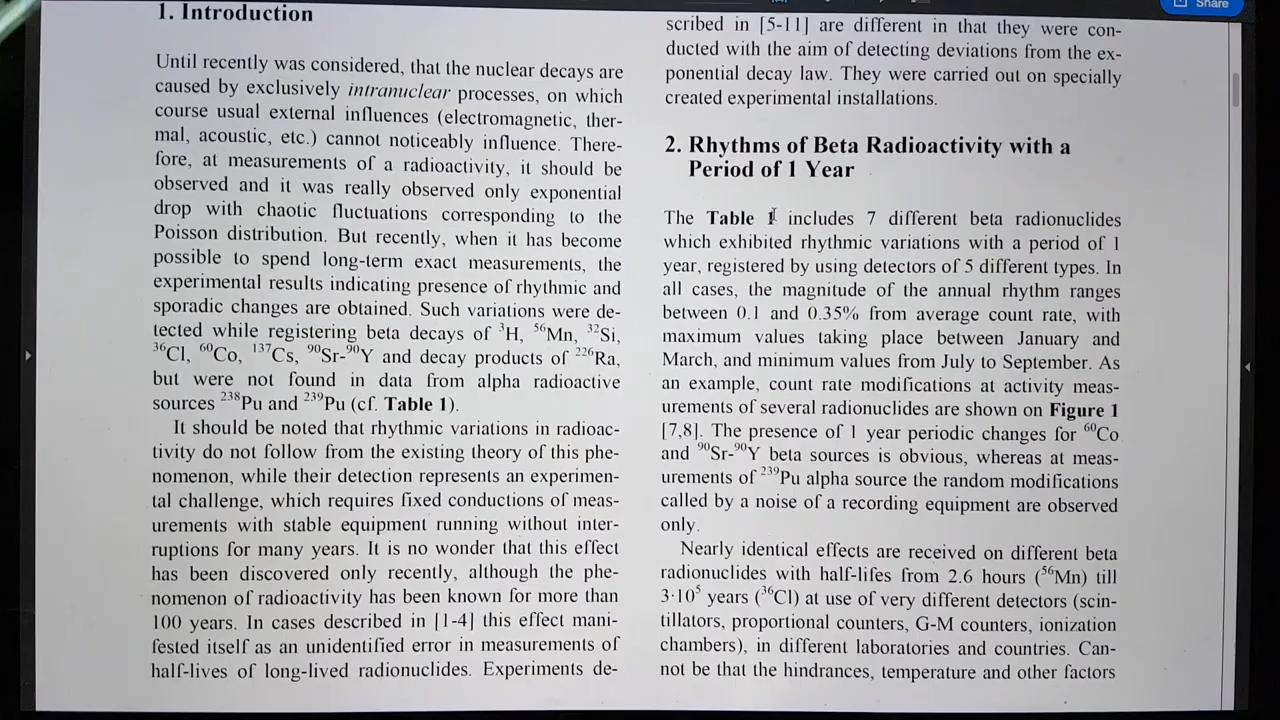 Share
1. Introduction
Until recently was considered, that the nuclear decays are
caused by exclusively intranuclear processes, on which
course usual external influences (electromagnetic, ther-
mal, acoustic, etc.) cannot noticeably influence. There-
fore, at measurements of a radioactivity, it should be
observed and it was really observed only exponential
drop with chaotic fluctuations corresponding to the
Poisson distribution. But recently, when it has become
possible to spend long-term exact measurements, the
experimental results indicating presence of rhythmic and
sporadic changes are obtained. Such variations were de-
tected while registering beta decays of ³H, ⁵⁶Mn, ³²Si,
³⁶Cl, ⁶⁰Co, ¹³⁷Cs, ⁹⁰Sr-⁹⁰Y and decay products of ²²⁶Ra,
but were not found in data from alpha radioactive
sources ²³⁸Pu and ²³⁹Pu (cf. Table 1).
It should be noted that rhythmic variations in radioac-
tivity do not follow from the existing theory of this phe-
nomenon, while their detection represents an experimen-
tal challenge, which requires fixed conductions of meas-
urements with stable equipment running without inter-
ruptions for many years. It is no wonder that this effect
has been discovered only recently, although the phe-
nomenon of radioactivity has been known for more than
100 years. In cases described in [1-4] this effect mani-
fested itself as an unidentified error in measurements of
half-lives of long-lived radionuclides. Experiments de-
scribed in [5-11] are different in that they were con-
ducted with the aim of detecting deviations from the ex-
ponential decay law. They were carried out on specially
created experimental installations.
2. Rhythms of Beta Radioactivity with a
Period of 1 Year
The Table 1 includes 7 different beta radionuclides
which exhibited rhythmic variations with a period of 1
year, registered by using detectors of 5 different types. In
all cases, the magnitude of the annual rhythm ranges
between 0.1 and 0.35% from average count rate, with
maximum values taking place between January and
March, and minimum values from July to September. As
an example, count rate modifications at activity meas-
urements of several radionuclides are shown on Figure 1
[7,8]. The presence of 1 year periodic changes for ⁶⁰Co
and ⁹⁰Sr-⁹⁰Y beta sources is obvious, whereas at meas-
urements of ²³⁹Pu alpha source the random modifications
called by a noise of a recording equipment are observed
only.
Nearly identical effects are received on different beta
radionuclides with half-lifes from 2.6 hours (⁵⁶Mn) till
3·10⁵ years (³⁶Cl) at use of very different detectors (scin-
tillators, proportional counters, G-M counters, ionization
chambers), in different laboratories and countries. Can-
not be that the hindrances, temperature and other factors